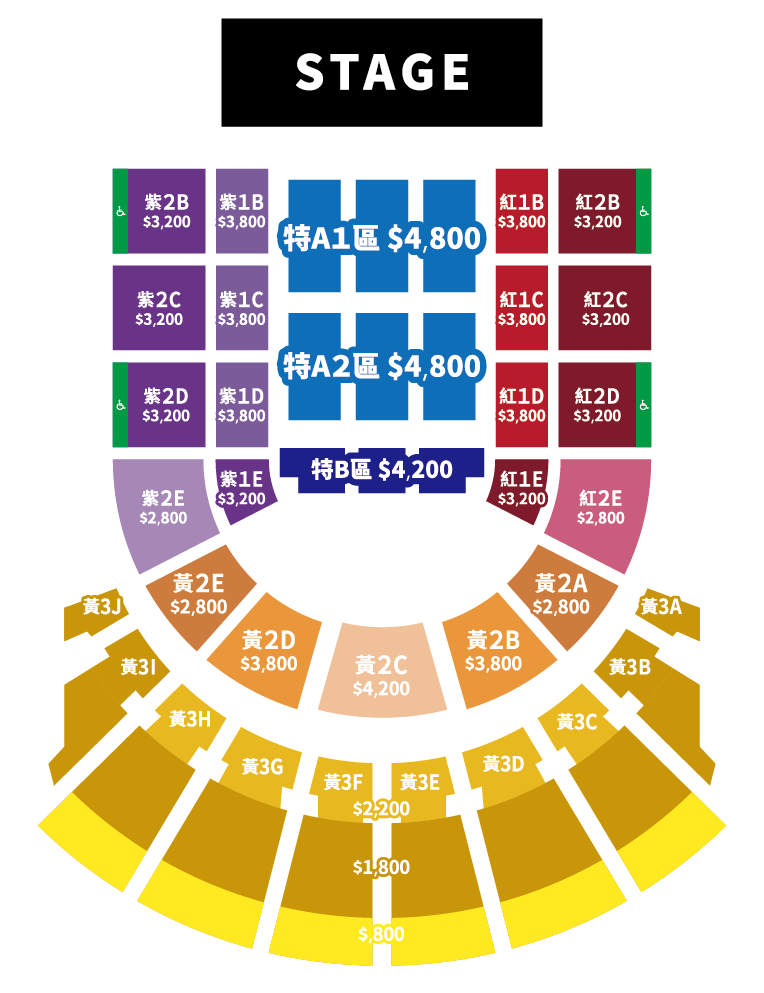 STAGE
紫2B
$3,200
紫1B
$3,800
特A1區 $4,800
紅1B
$3,800
紅2B
$3,200
紫2C
$3,200
紫1C
$3,800
紅1C
$3,800
紅2C
$3,200
特A2區 $4,800
紫2D
$3,200
紫1D
$3,800
紅1D
$3,800
紅2D
$3,200
特B區 $4,200
紫2E
$2,800
紫1E
$3,200
紅1E
$3,200
紅2E
$2,800
黃2E
$2,800
黃2A
$2,800
黃2D
$3,800
黃2B
$3,800
黃2C
$4,200
黃3J
黃3A
黃3I
黃3B
黃3H
黃3C
黃3G
黃3D
黃3F
黃3E
$2,200
$1,800
$,800